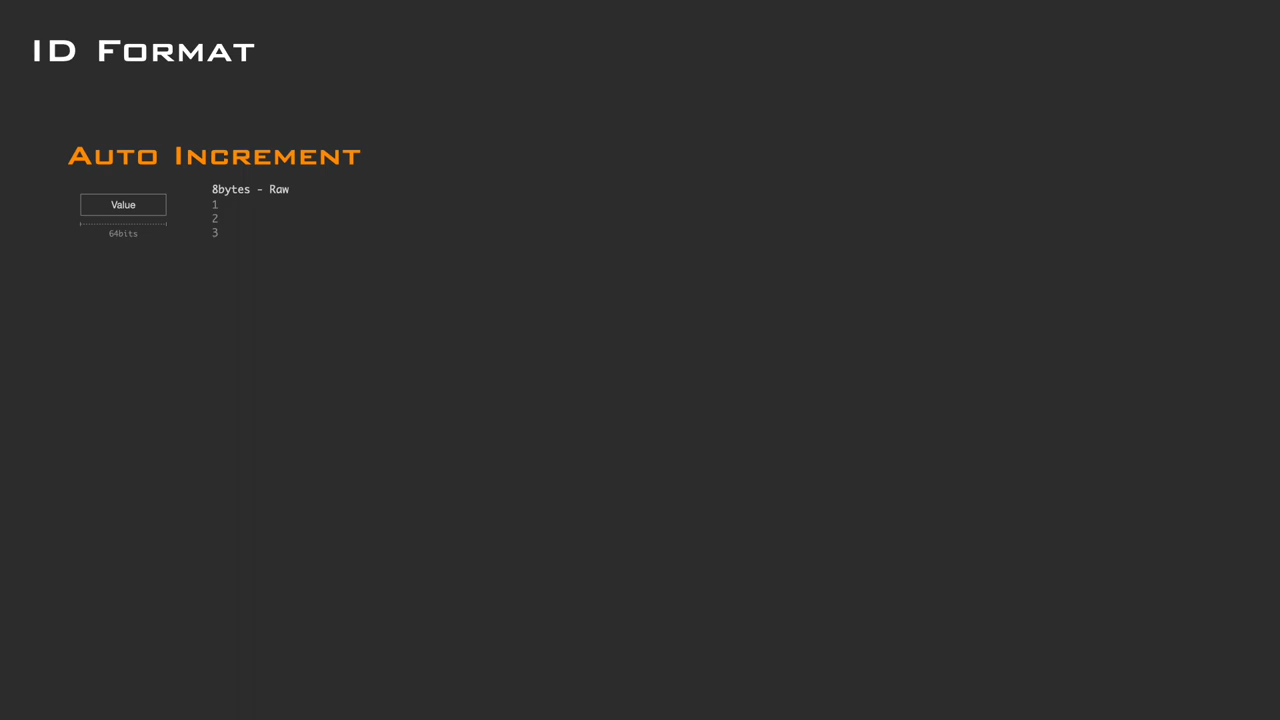 ID Format
Auto Increment
8bytes - Raw
Value
1
2
64bits
3